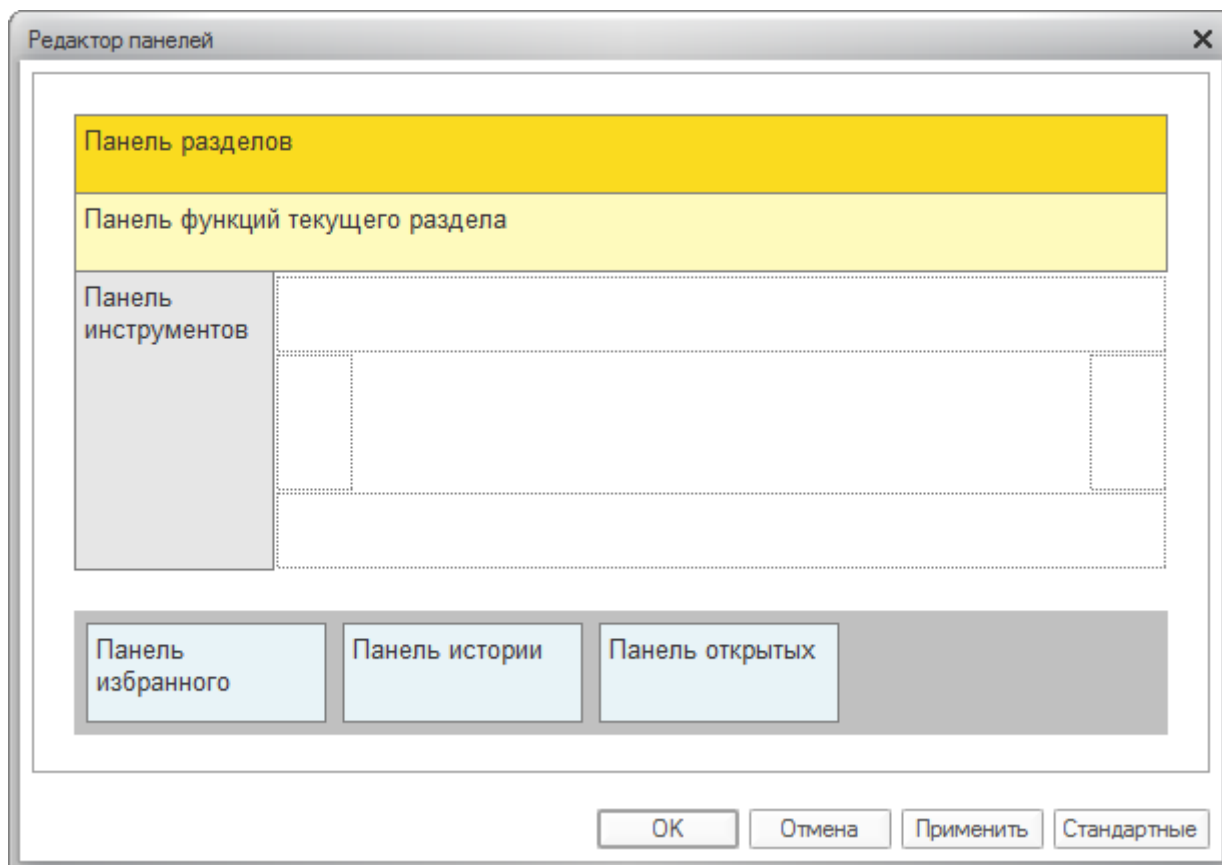 Редактор панелей
Панель разделов
Панель функций текущего раздела
Панель
инструментов
Панель
избранного
Панель истории
Панель открытых
OK
Отмена
Применить
Стандартные